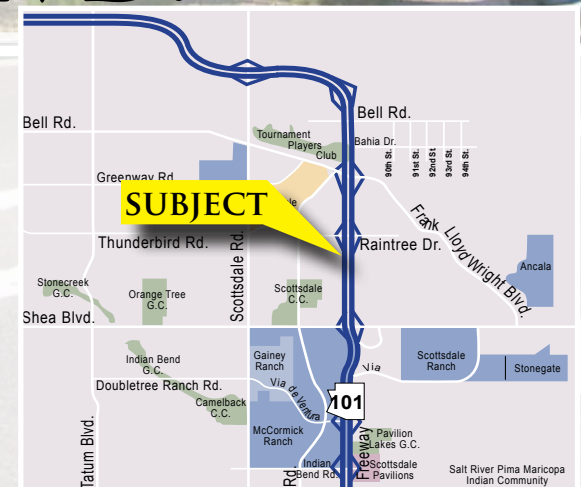 Bell Rd.
Bell Rd.
Tournament
Players
Club
Bahia Dr.
90th St.
91st St.
92nd St.
93rd St.
94th St.
Greenway Rd.
SUBJECT
Frank Lloyd Wright Blvd.
Thunderbird Rd.
Scottsdale Rd.
Raintree Dr.
Ancala
Stonecreek
G.C.
Orange Tree
G.C.
Scottsdale
C.C.
Shea Blvd.
Indian Bend
G.C.
Gainey
Ranch
Via
Scottsdale
Ranch
Stonegate
Doubletree Ranch Rd.
Via de Ventura
Camelback
C.C.
101
McCormick
Ranch
Tatum Blvd.
Rd.
Freeway
Pavilion
Lakes G.C.
Indian
Bend Rd.
Scottsdale
Pavilions
Salt River Pima Maricopa
Indian Community